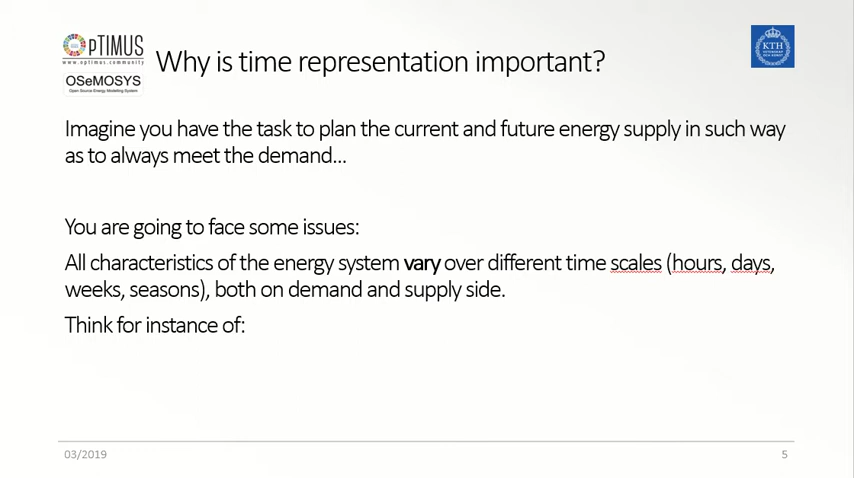 OpTIMUS
www.optimus.community
OSeMOSYS
Open Source Energy Modelling System
KTH
Why is time representation important?
Imagine you have the task to plan the current and future energy supply in such way
as to always meet the demand...
You are going to face some issues:
All characteristics of the energy system vary over different time scales (hours, days,
weeks, seasons), both on demand and supply side.
Think for instance of:
03/2019
5